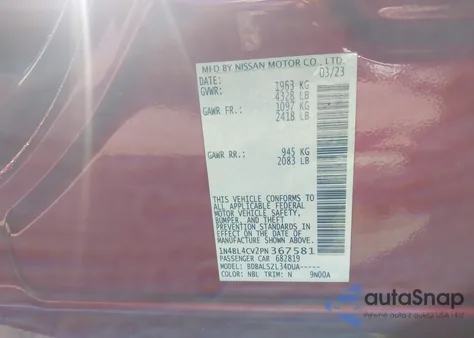 MFD BY NISSAN MOTOR CO., LTD.
DATE: 03/23
GVWR: 1963 KG
4328 LB
GAWR FR.: 1097 KG
2418 LB
GAWR RR.: 945 KG
2083 LB
THIS VEHICLE CONFORMS TO
ALL APPLICABLE FEDERAL
MOTOR VEHICLE SAFETY,
BUMPER, AND THEFT
PREVENTION STANDARDS IN
EFFECT ON THE DATE OF
MANUFACTURE SHOWN ABOVE.
1N4BL4CV2PN367581
PASSENGER CAR 682819
MODEL: BDBALSZL34DUA-----
COLOR: NBL TRIM: N 9N00A
autoSnap